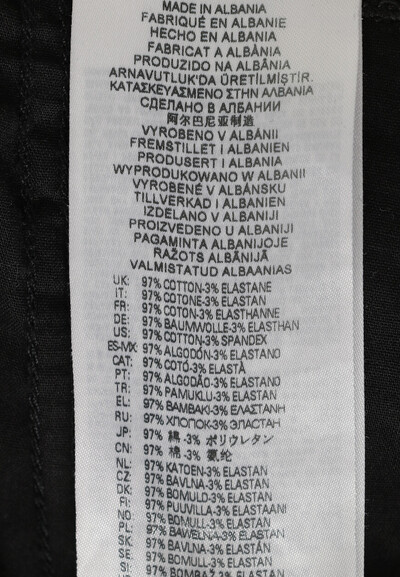 MADE IN ALBANIA
FABRIQUÉ EN ALBANIE
HECHO EN ALBANIA
FABRICAT A ALBANIA
PRODUZIDO NA ALBÂNIA
ARNAVUTLUK'DA ÜRETİLMİŞTİR.
ΚΑΤΑΣΚΕΥΑΣΜΕΝΟ ΣΤΗΝ ΑΛΒΑΝΙΑ
СДЕЛАНО В АЛБАНИИ
阿尔巴尼亚制造
VYROBENO V ALBÁNII
FREMSTILLET I ALBANIEN
PRODUSERT I ALBANIA
WYPRODUKOWANO W ALBANII
VYROBENÉ V ALBÁNSKU
TILLVERKAD I ALBANIEN
IZDELANO V ALBANIJI
PROIZVEDENO U ALBANIJI
PAGAMINTA ALBANIJOJE
RAŽOTS ALBĀNIJĀ
VALMISTATUD ALBAANIAS
UK: 97% COTTON-3% ELASTANE
IT: 97% COTONE-3% ELASTAN
FR: 97% COTON-3% ELASTHANNE
DE: 97% BAUMWOLLE-3% ELASTHAN
US: 97% COTTON-3% SPANDEX
ES-MX: 97% ALGODÓN-3% ELASTANO
CAT: 97% COTÓ-3% ELASTÀ
PT: 97% ALGODÃO-3% ELASTANO
TR: 97% PAMUKLU-3% ELASTAN
EL: 97% ΒΑΜΒΑΚΙ-3% ΕΛΑΣΤΑΝΗ
RU: 97% ХЛОПОК-3% ЭЛАСТАН
JP: 97% 綿 -3% ポリウレタン
CN: 97% 棉 -3% 氨纶
NL: 97% KATOEN-3% ELASTAN
CZ: 97% BAVLNA-3% ELASTAN
DK: 97% BOMULD-3% ELASTAN
FI: 97% PUUVILLA-3% ELASTAANI
NO: 97% BOMULL-3% ELASTAN
PL: 97% BAWEŁNA-3% ELASTAN
SK: 97% BAVLNA-3% ELASTAN
SE: 97% BOMULL-3% ELASTAN
SI: 97% BOMBAŽ-3% ELASTAN